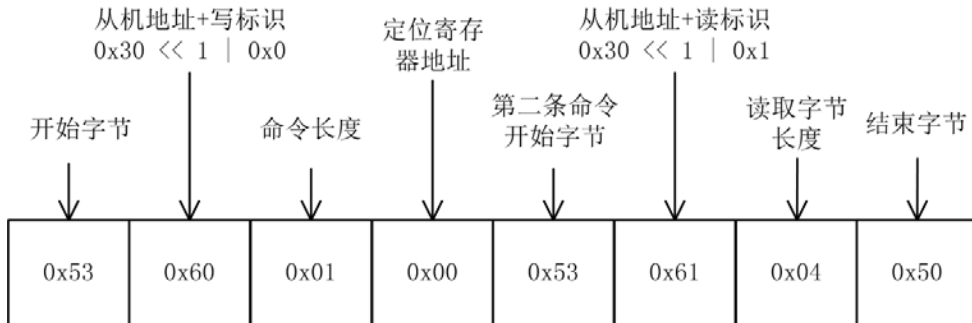 从机地址+写标识
0x30 << 1 | 0x0
定位寄存
器地址
从机地址+读标识
0x30 << 1 | 0x1
开始字节
命令长度
第二条命令
开始字节
读取字节
长度
结束字节
0x53 0x60 0x01 0x00 0x53 0x61 0x04 0x50